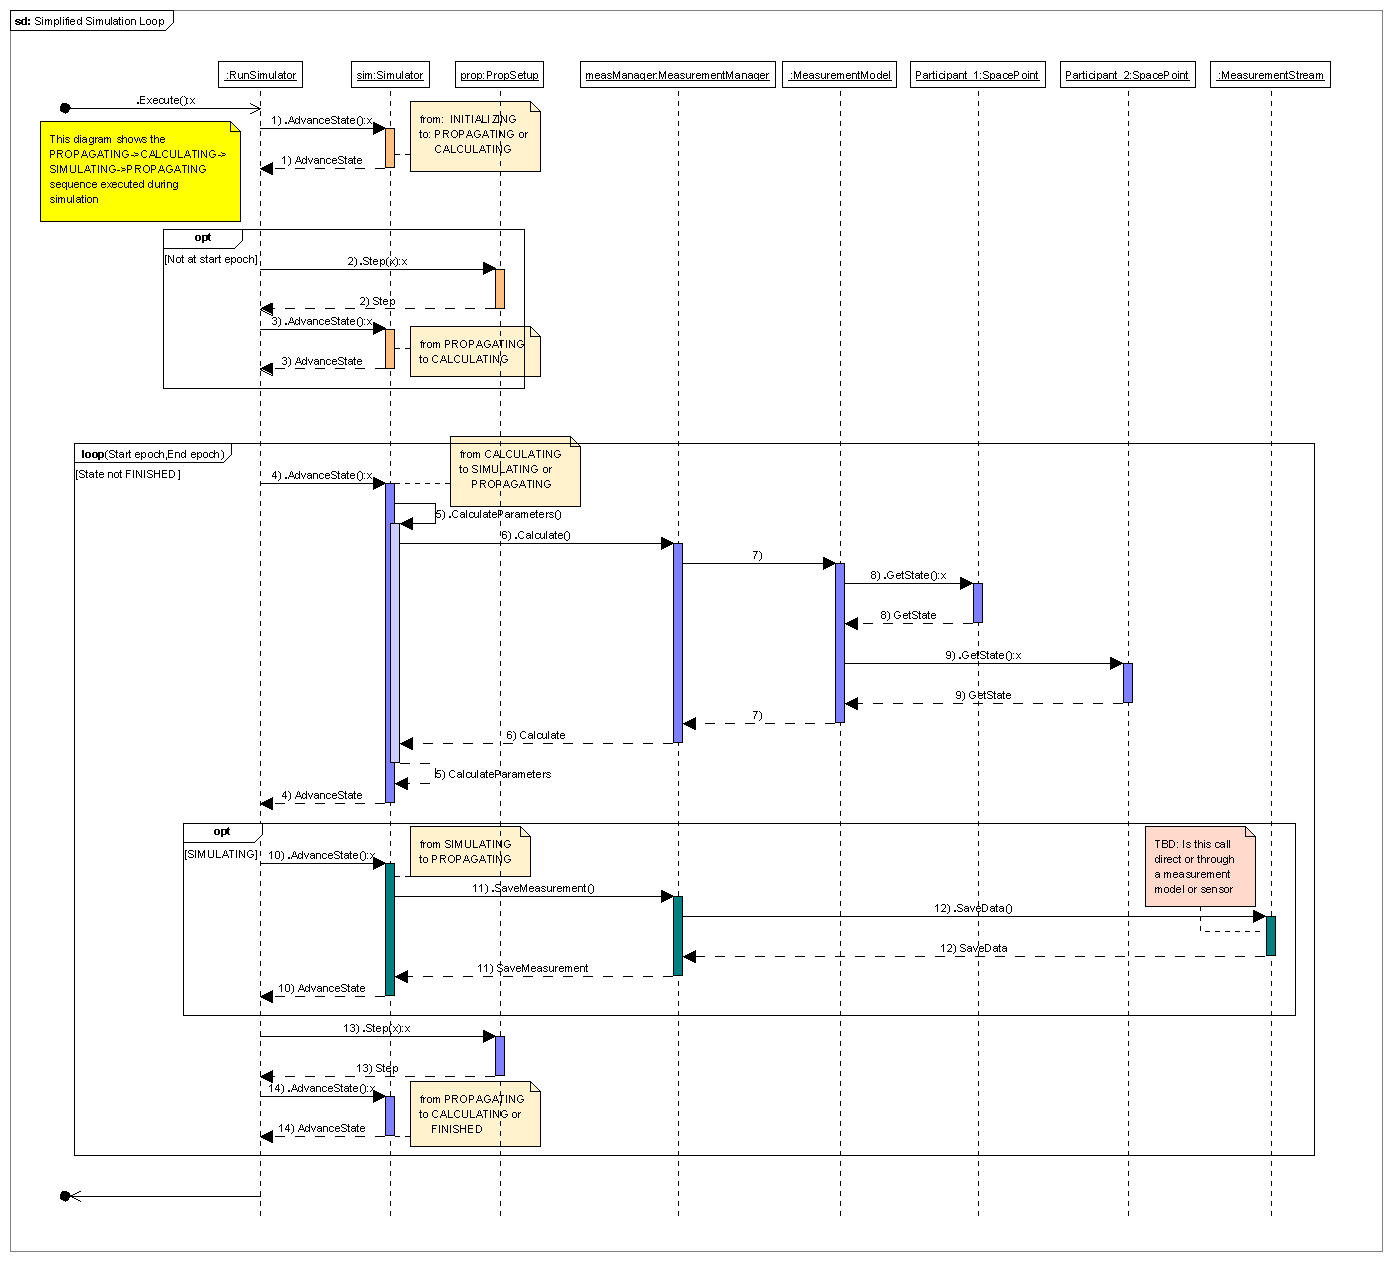 sd: Simplified Simulation Loop
:RunSimulator
sim:Simulator
prop:PropSetup
measManager:MeasurementManager
:MeasurementModel
Participant_1:SpacePoint
Participant_2:SpacePoint
:MeasurementStream
.Execute():x
This diagram shows the
PROPAGATING->CALCULATING->
SIMULATING->PROPAGATING
sequence executed during
simulation
1) .AdvanceState():x
from: INITIALIZING
to: PROPAGATING or
CALCULATING
1) AdvanceState
opt
[Not at start epoch]
2) .Step(x):x
2) Step
3) .AdvanceState():x
from PROPAGATING
to CALCULATING
3) AdvanceState
loop(Start epoch,End epoch)
[State not FINISHED ]
from CALCULATING
to SIMULATING or
PROPAGATING
4) .AdvanceState():x
5) .CalculateParameters()
6) .Calculate()
7)
8) .GetState():x
8) GetState
9) .GetState():x
9) GetState
7)
6) Calculate
5) CalculateParameters
4) AdvanceState
opt
[SIMULATING]
10) .AdvanceState():x
from SIMULATING
to PROPAGATING
TBD: Is this call
direct or through
a measurement
model or sensor
11) .SaveMeasurement()
12) .SaveData()
12) SaveData
11) SaveMeasurement
10) AdvanceState
13) .Step(x):x
13) Step
14) .AdvanceState():x
from PROPAGATING
to CALCULATING or
FINISHED
14) AdvanceState